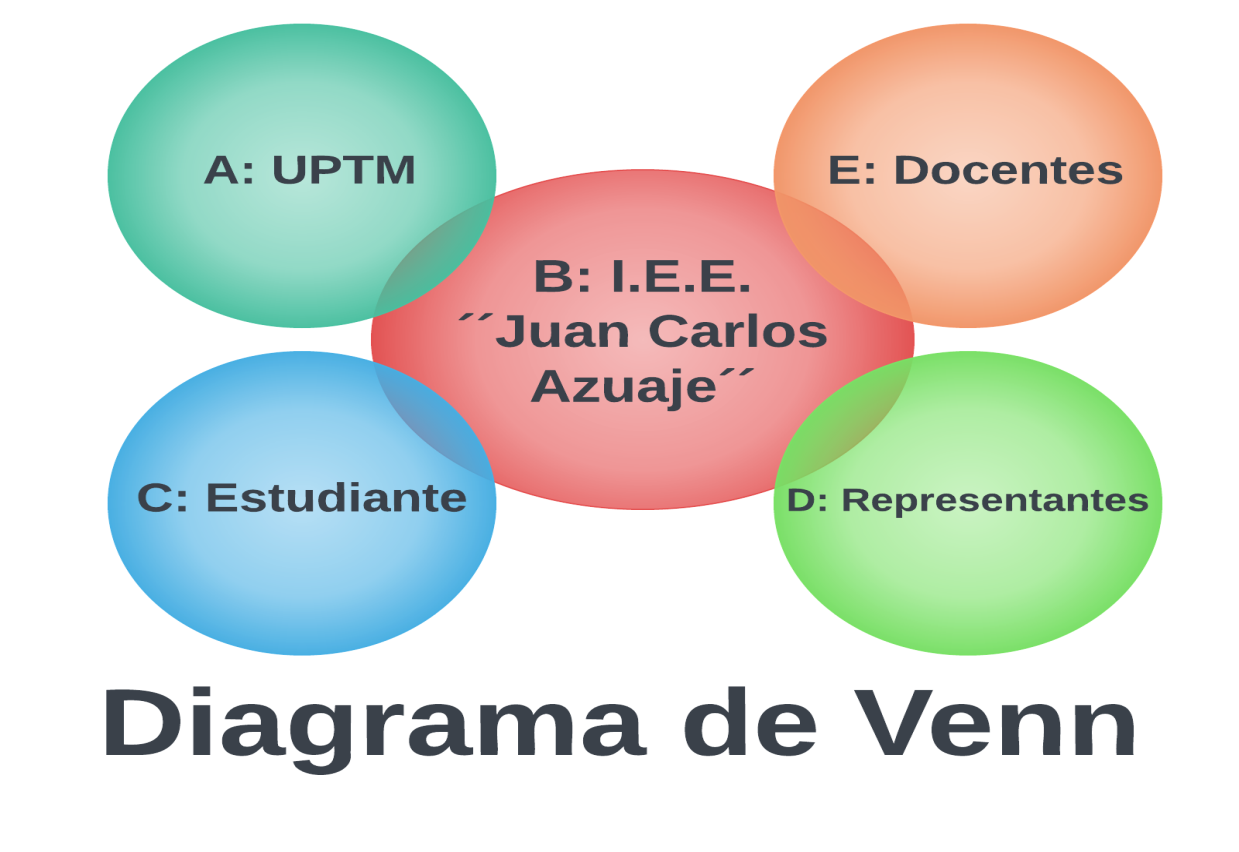 A: UPTM
E: Docentes
B: I.E.E.
´´Juan Carlos
Azuaje´´
C: Estudiante
D: Representantes
Diagrama de Venn